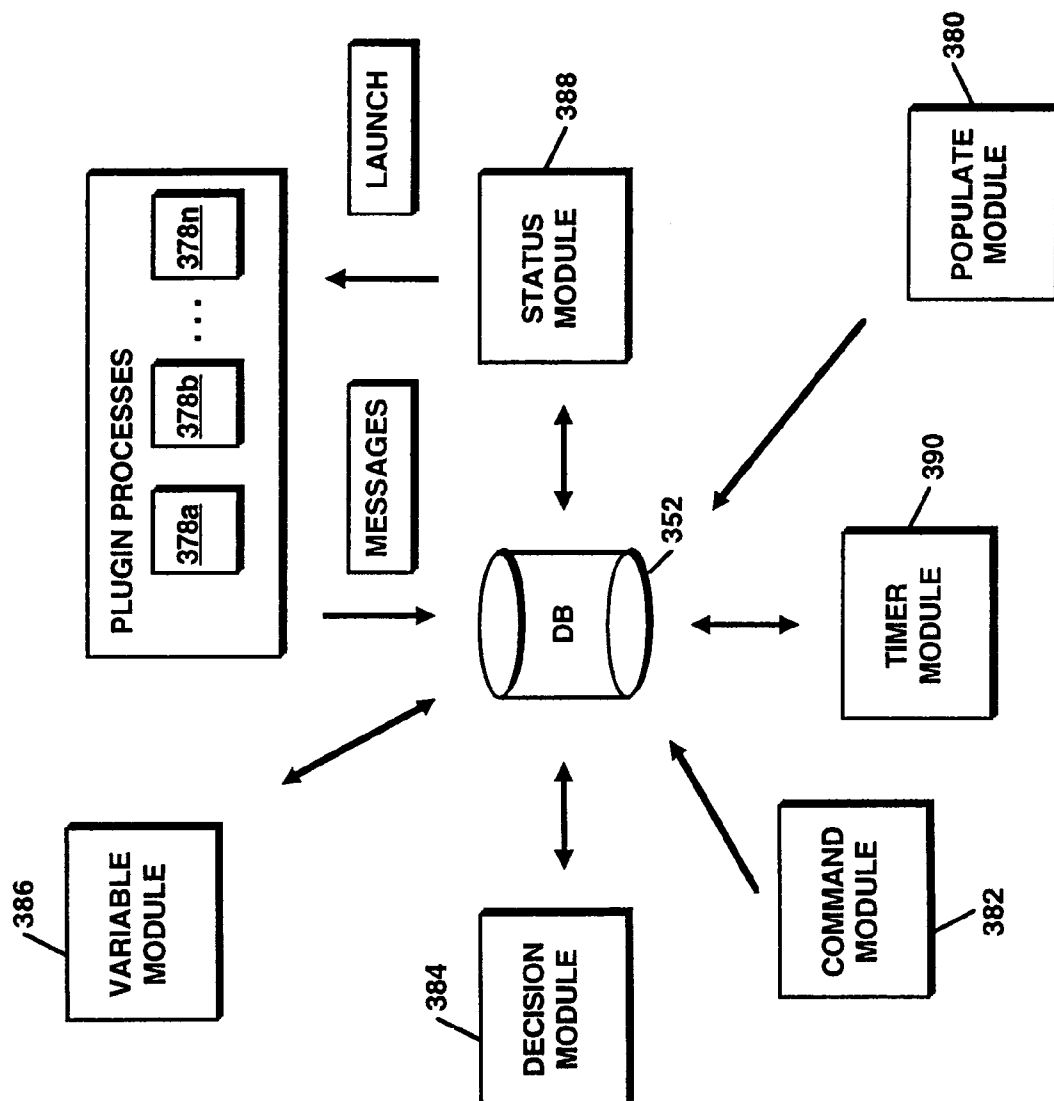 386
VARIABLE
MODULE
PLUGIN PROCESSES
378a
378b
...
378n
MESSAGES
LAUNCH
384
DECISION
MODULE
DB
352
STATUS
MODULE
388
COMMAND
MODULE
382
TIMER
MODULE
390
POPULATE
MODULE
380